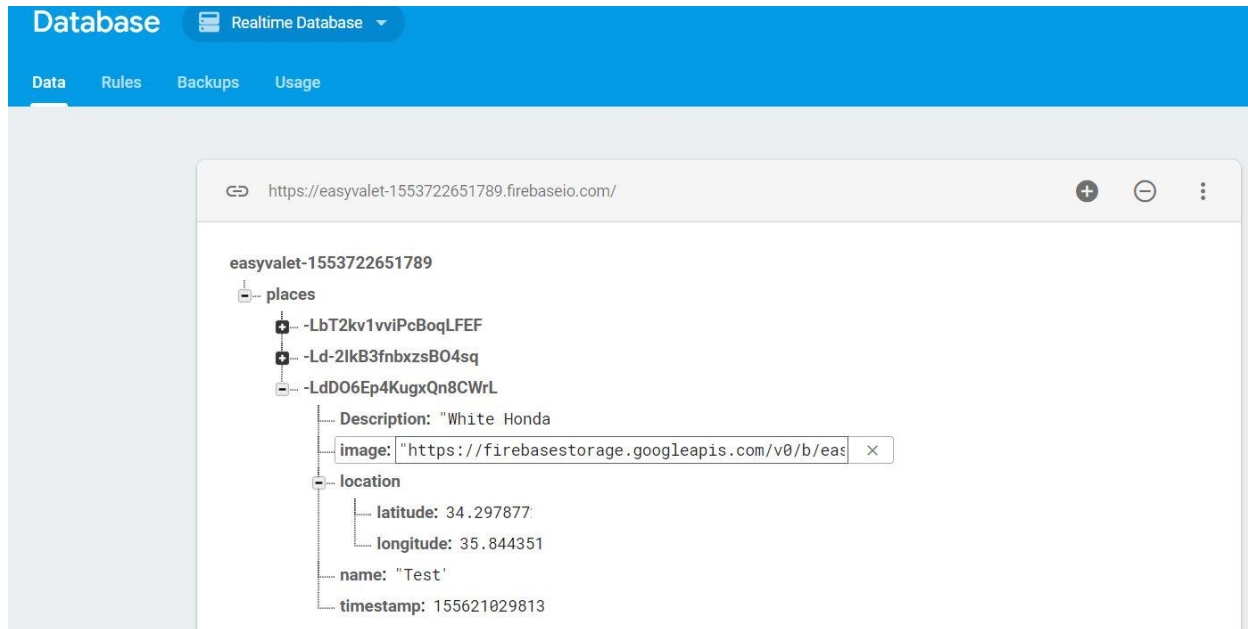 Database Realtime Database
Data Rules Backups Usage
https://easyvalet-1553722651789.firebaseio.com/
easyvalet-1553722651789
places
-LbT2kv1vviPcBoqLFEF
-Ld-2IkB3fnbxzsBO4sq
-LdDO6Ep4KugxQn8CWrL
Description: "White Honda
image: "https://firebasestorage.googleapis.com/v0/b/eas
location
latitude: 34.297877
longitude: 35.844351
name: "Test'
timestamp: 155621029813